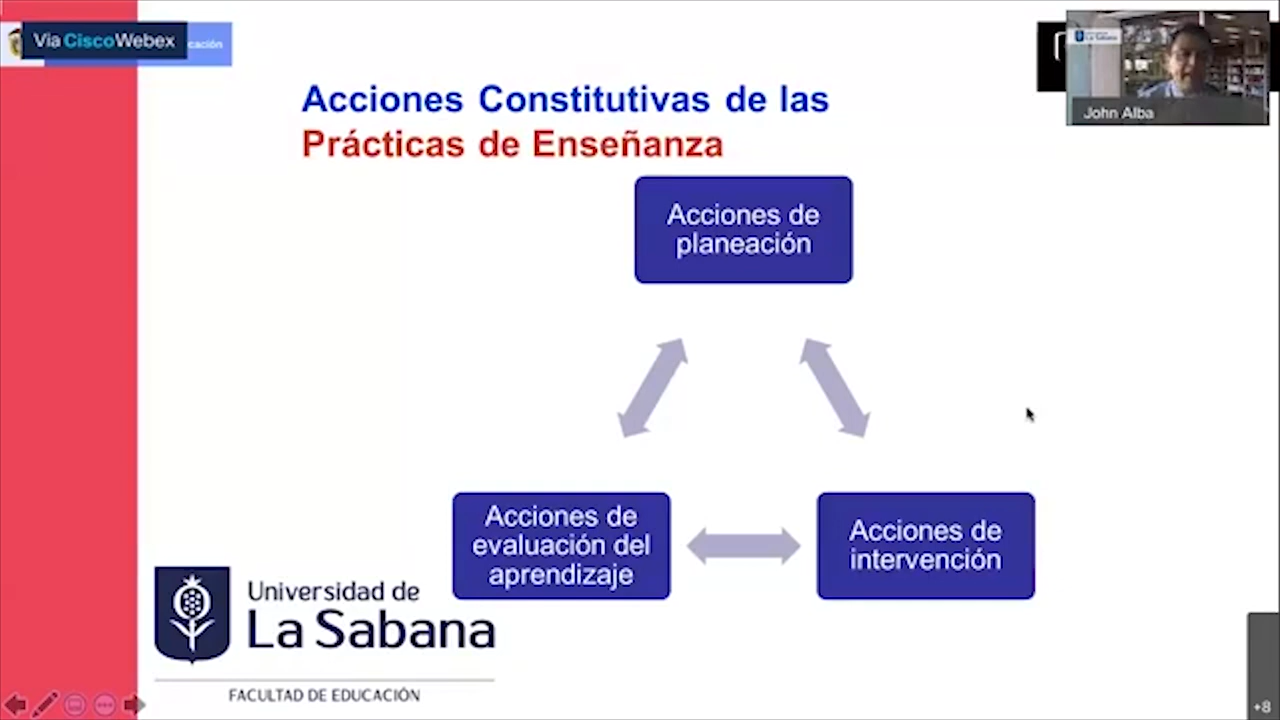 Vía CiscoWebex
cación
La Sabana
John Alba
Acciones Constitutivas de las
Prácticas de Enseñanza
Acciones de
planeación
Acciones de
evaluación del
aprendizaje
Acciones de
intervención
Universidad de
La Sabana
FACULTAD DE EDUCACIÓN
+8